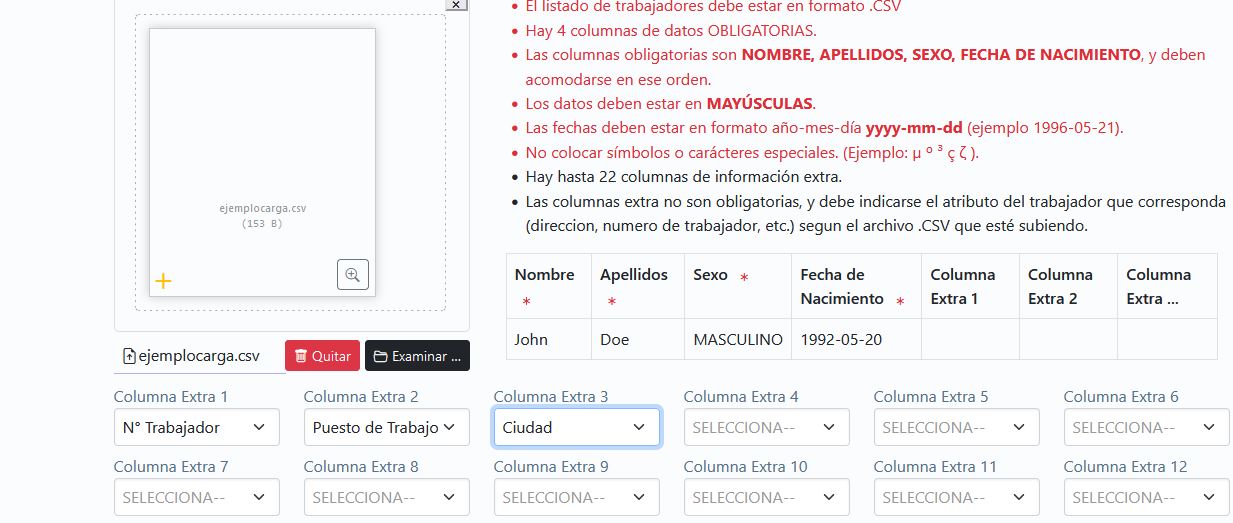 ×
ejemplocarga.csv
(153 B)
ejemplocarga.csv
Quitar
Examinar ...
• El listado de trabajadores debe estar en formato .CSV
• Hay 4 columnas de datos OBLIGATORIAS.
• Las columnas obligatorias son NOMBRE, APELLIDOS, SEXO, FECHA DE NACIMIENTO, y deben
acomodarse en ese orden.
• Los datos deben estar en MAYÚSCULAS.
• Las fechas deben estar en formato año-mes-día yyyy-mm-dd (ejemplo 1996-05-21).
• No colocar símbolos o carácteres especiales. (Ejemplo: µ º ³ ç ζ ).
• Hay hasta 22 columnas de información extra.
• Las columnas extra no son obligatorias, y debe indicarse el atributo del trabajador que corresponda
(direccion, numero de trabajador, etc.) segun el archivo .CSV que esté subiendo.
Nombre * Apellidos * Sexo * Fecha de Nacimiento * Columna Extra 1 Columna Extra 2 Columna Extra ...
John Doe MASCULINO 1992-05-20
Columna Extra 1 Columna Extra 2 Columna Extra 3 Columna Extra 4 Columna Extra 5 Columna Extra 6
N° Trabajador Puesto de Trabajo Ciudad SELECCIONA-- SELECCIONA-- SELECCIONA--
Columna Extra 7 Columna Extra 8 Columna Extra 9 Columna Extra 10 Columna Extra 11 Columna Extra 12
SELECCIONA-- SELECCIONA-- SELECCIONA-- SELECCIONA-- SELECCIONA-- SELECCIONA--